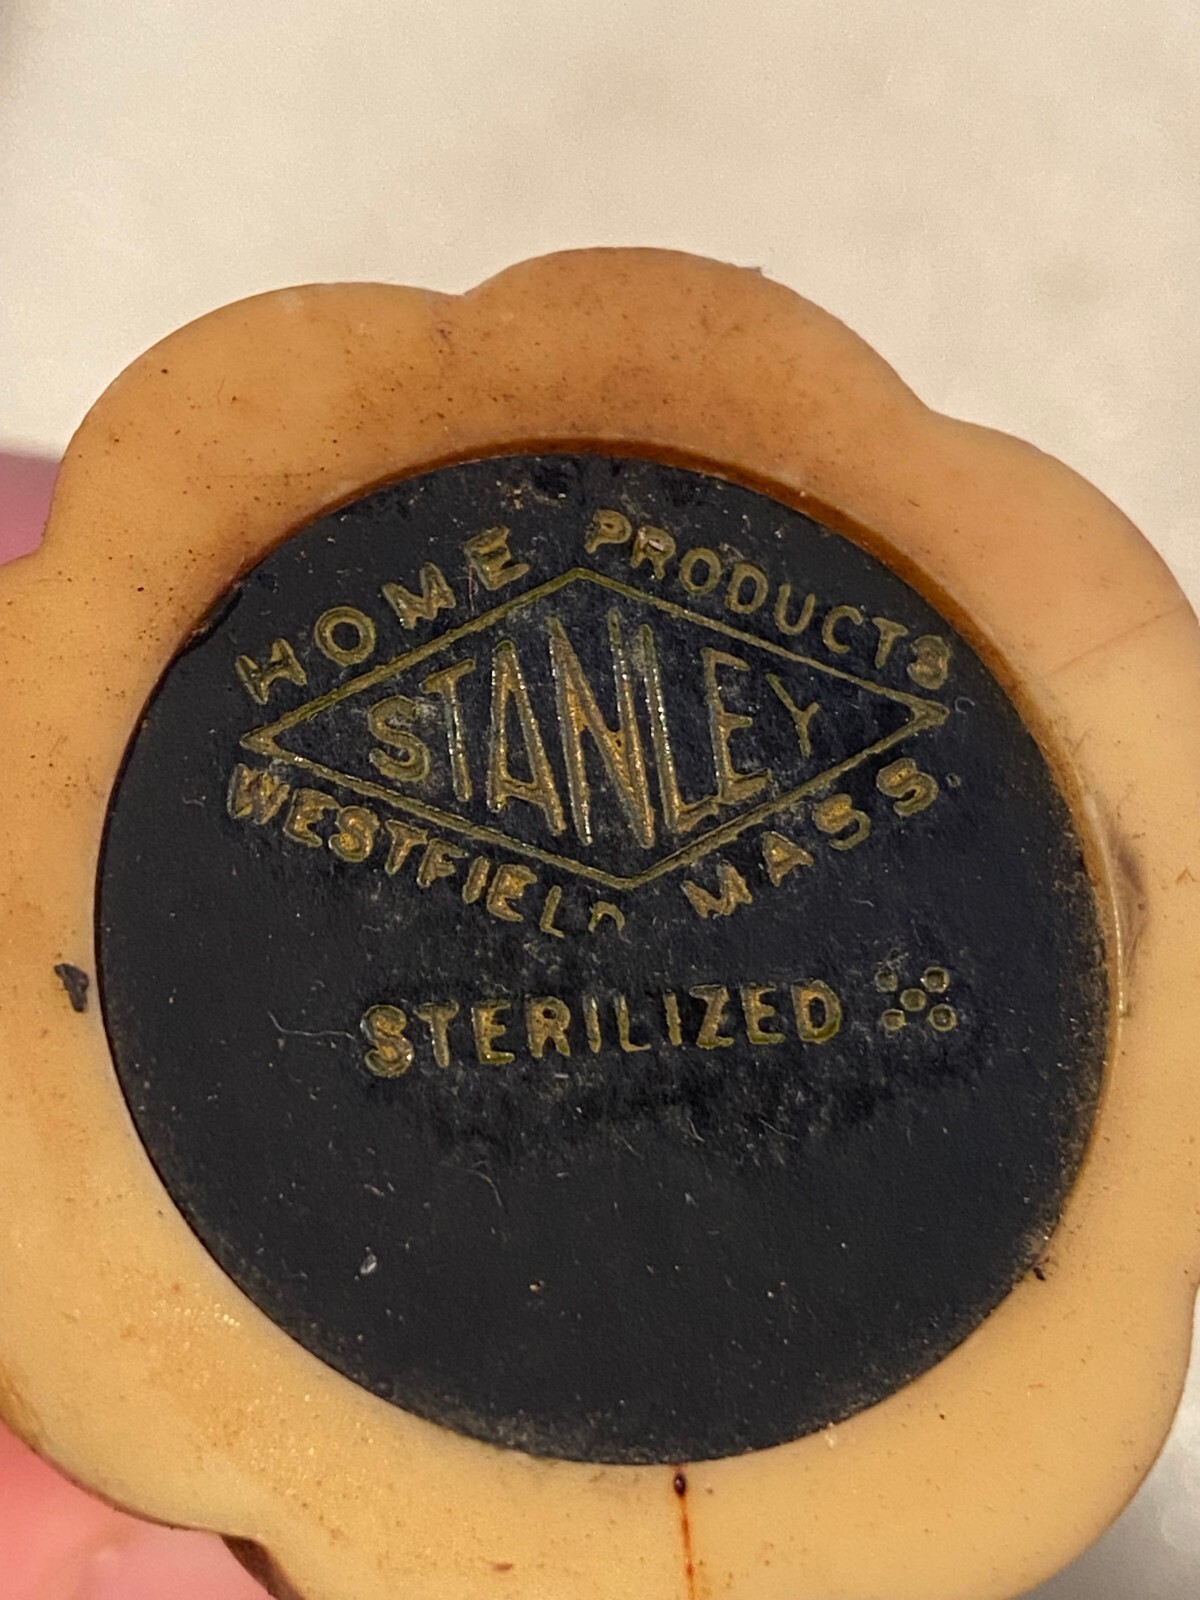 HOME PRODUCTS
STANLEY
WESTFIELD MASS.
STERILIZED